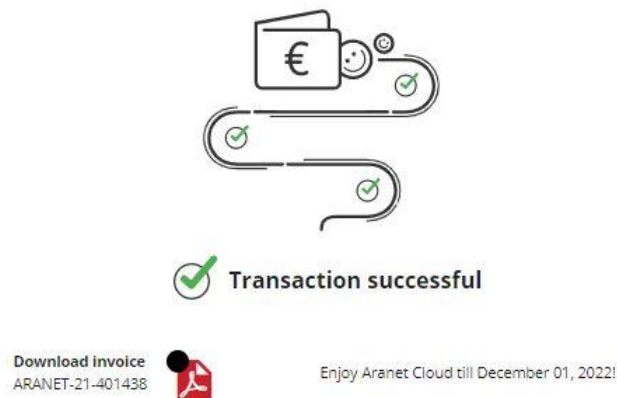 €
Transaction successful
Download invoice
ARANET-21-401438
Enjoy Aranet Cloud till December 01, 2022!